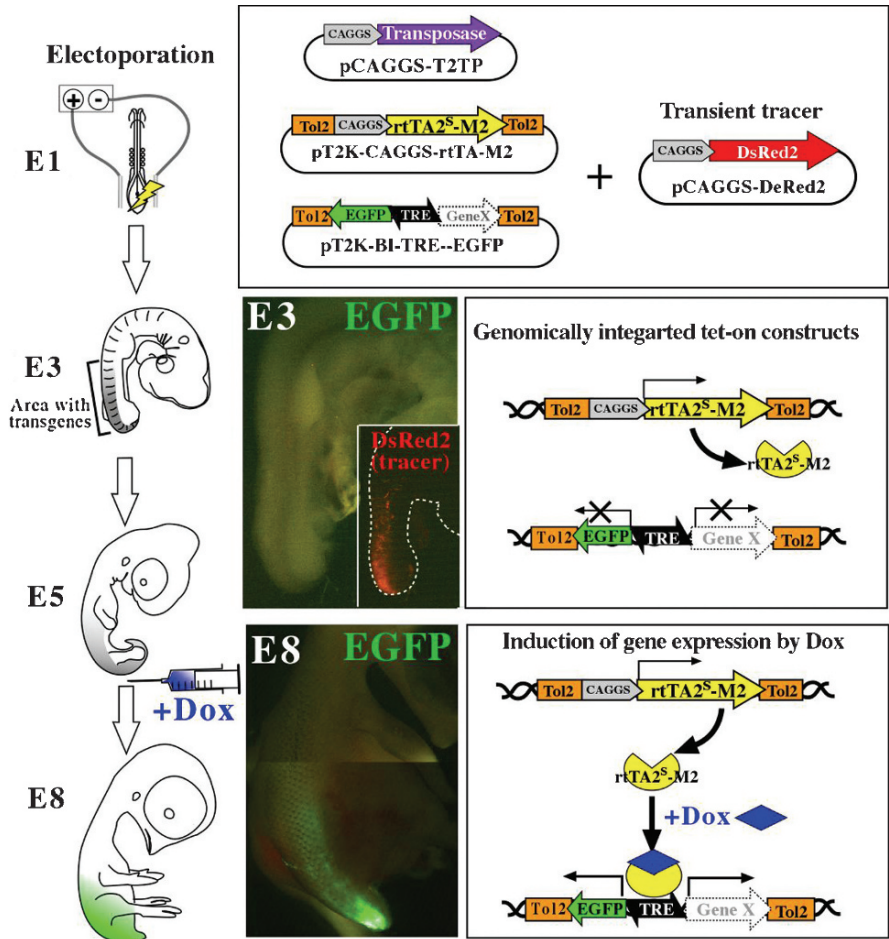 Electoporation
+ -
E1
E3
Area with
transgenes
E5
+Dox
E8
CAGGS Transposase
pCAGGS-T2TP
Tol2 CAGGS rtTA2S-M2 Tol2
pT2K-CAGGS-rtTA-M2
Tol2 EGFP TRE GeneX Tol2
pT2K-BI-TRE--EGFP
+
Transient tracer
CAGGS DsRed2
pCAGGS-DeRed2
E3 EGFP
DsRed2
(tracer)
Genomically integarted tet-on constructs
Tol2 CAGGS rtTA2S-M2 Tol2
rtTA2S-M2
Tol2 EGFP TRE Gene X Tol2
E8 EGFP
Induction of gene expression by Dox
Tol2 CAGGS rtTA2S-M2 Tol2
rtTA2S-M2
+Dox
Tol2 EGFP TRE Gene X Tol2